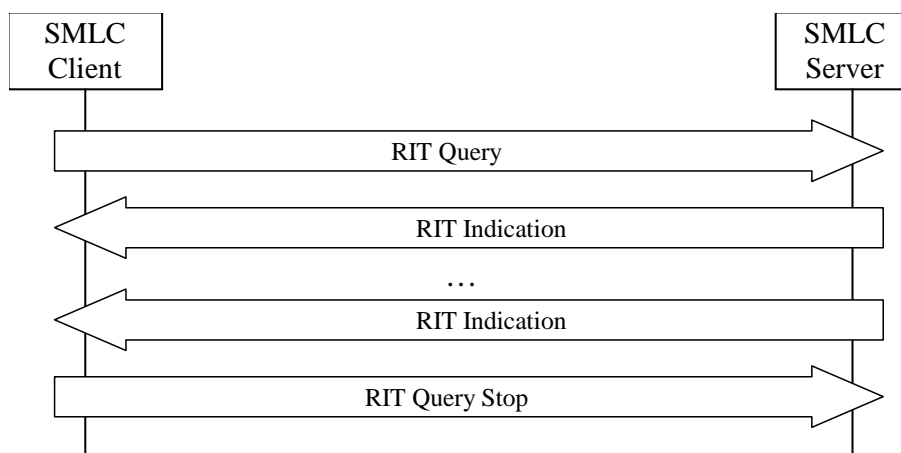 SMLC
Client
SMLC
Server
RIT Query
RIT Indication
…
RIT Indication
RIT Query Stop